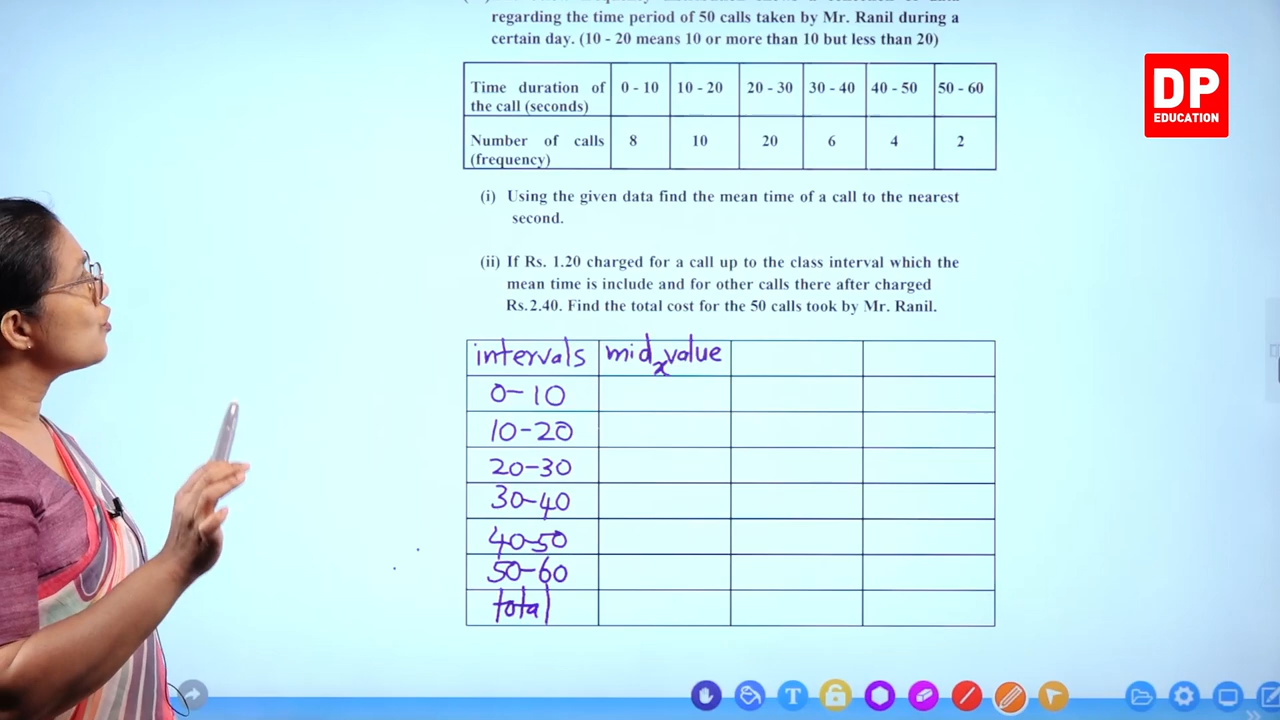 regarding the time period of 50 calls taken by Mr. Ranil during a
certain day. (10 - 20 means 10 or more than 10 but less than 20)
DP
EDUCATION
Time duration of the call (seconds) 0 - 10 10 - 20 20 - 30 30 - 40 40 - 50 50 - 60
Number of calls (frequency) 8 10 20 6 4 2
(i) Using the given data find the mean time of a call to the nearest
second.
(ii) If Rs. 1.20 charged for a call up to the class interval which the
mean time is include and for other calls there after charged
Rs.2.40. Find the total cost for the 50 calls took by Mr. Ranil.
intervals mid value
x
0-10
10-20
20-30
30-40
40-50
50-60
total